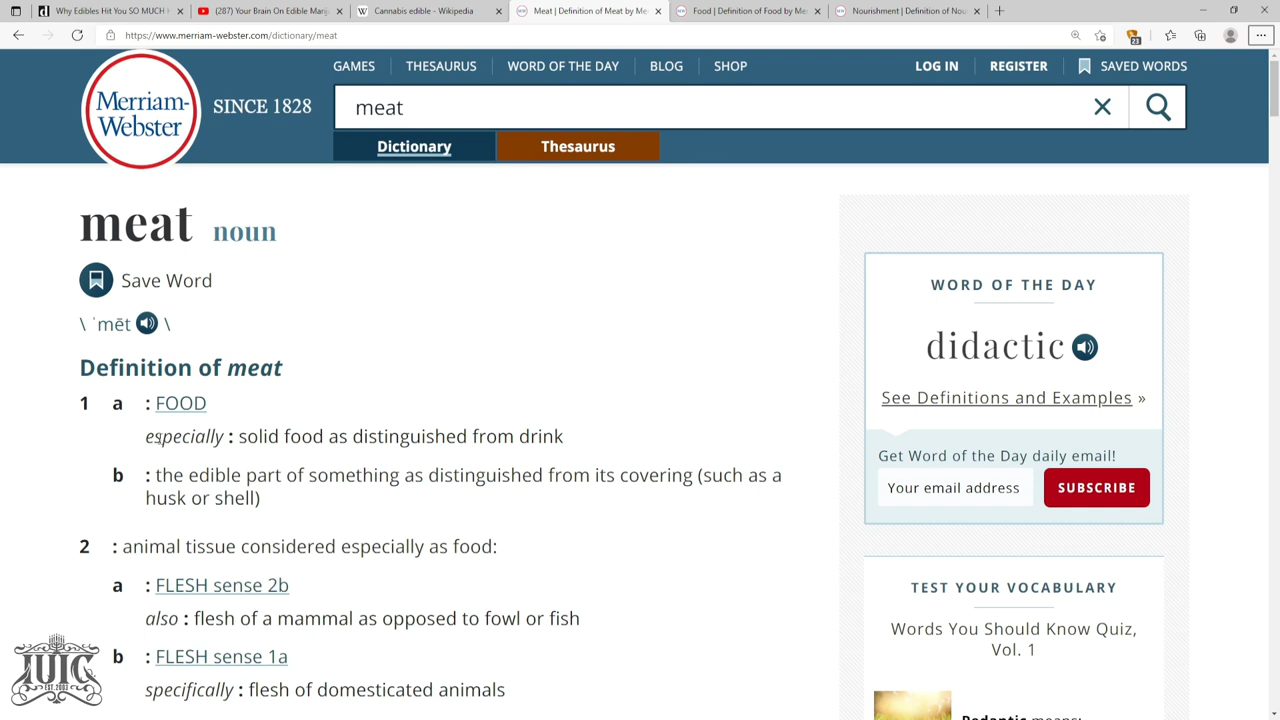 Why Edibles Hit You SO MUCH
(287) Your Brain On Edible Mari
Cannabis edible - Wikipedia
Meat | Definition of Meat by Me
Food | Definition of Food by Me
Nourishment | Definition of Nou
https://www.merriam-webster.com/dictionary/meat
23
GAMES THESAURUS WORD OF THE DAY BLOG SHOP LOG IN REGISTER SAVED WORDS
Merriam-
Webster
SINCE 1828
meat
Dictionary Thesaurus
meat noun
Save Word
\ ˈmēt \
Definition of meat
1 a : FOOD
especially : solid food as distinguished from drink
b : the edible part of something as distinguished from its covering (such as a
husk or shell)
2 : animal tissue considered especially as food:
a : FLESH sense 2b
also : flesh of a mammal as opposed to fowl or fish
b : FLESH sense 1a
specifically : flesh of domesticated animals
WORD OF THE DAY
didactic
See Definitions and Examples »
Get Word of the Day daily email!
Your email address SUBSCRIBE
TEST YOUR VOCABULARY
Words You Should Know Quiz,
Vol. 1
Pedantic means:
IUIC
EST. 2003